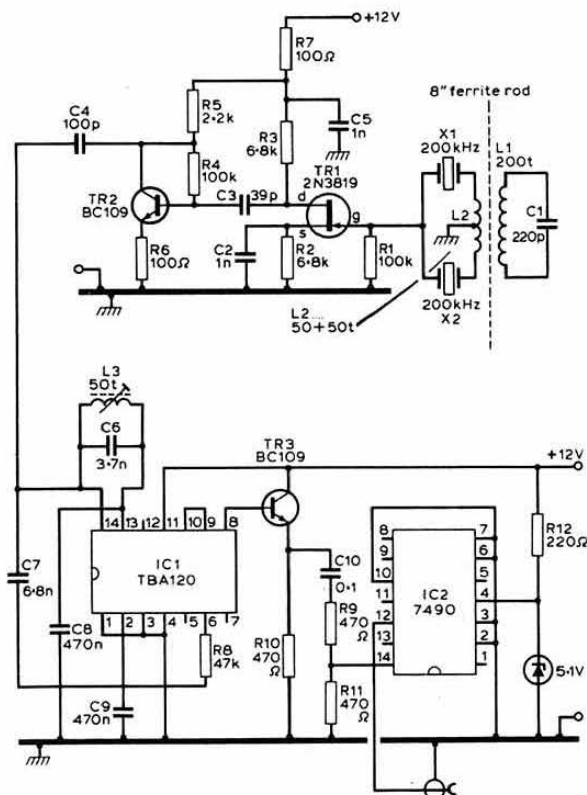 +12V
R7
100Ω
C4
100p
R5
2·2k
R3
6·8k
C5
1n
8" ferrite rod
X1
200kHz
L1
200t
R4
100k
TR1
2N3819
TR2
BC109
C3
39p
d
g
s
L2
C1
220p
R6
100Ω
C2
1n
R2
6·8k
R1
100k
200kHz
X2
L2....
50+50t
L3
50t
C6
3·7n
TR3
BC109
+12V
14
13
12
11
10
9
8
IC1
TBA120
1
2
3
4
5
6
7
C7
6·8n
C8
470n
C9
470n
R8
47k
R10
470
Ω
C10
0·1
R9
470
Ω
R11
470
Ω
8
9
10
11
12
13
14
IC2
7490
7
6
5
4
3
2
1
R12
220Ω
5·1V